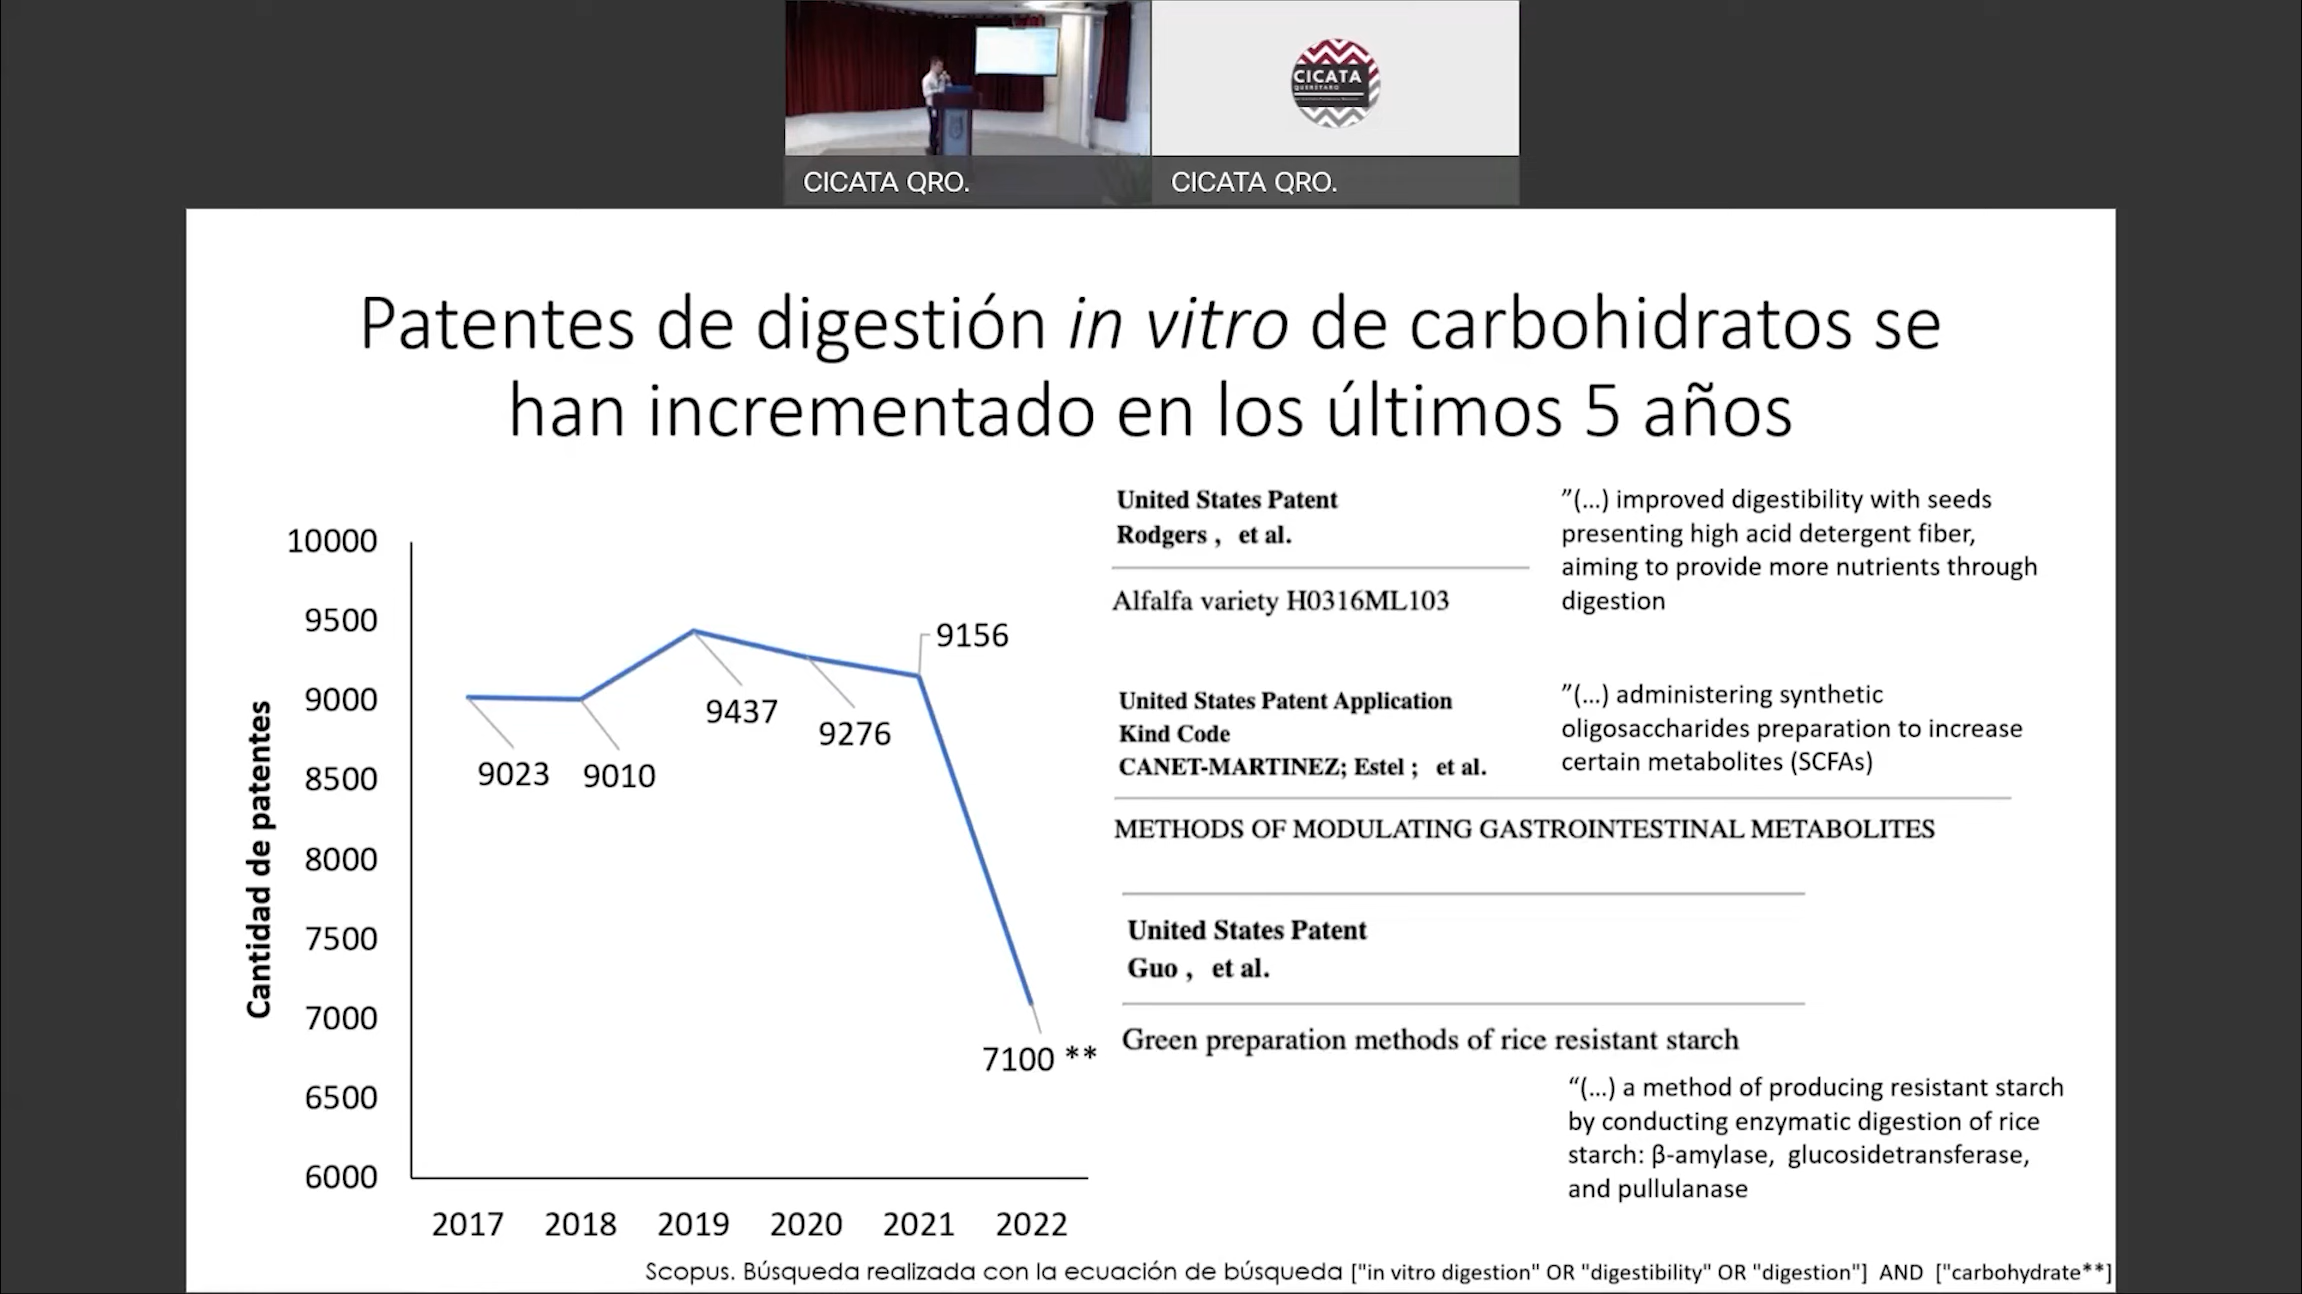 CICATA
QUERÉTARO
CICATA QRO.
CICATA QRO.
Patentes de digestión in vitro de carbohidratos se
han incrementado en los últimos 5 años
Cantidad de patentes
10000
9500
9000
8500
8000
7500
7000
6500
6000
9023
9010
9437
9276
9156
7100 **
2017 2018 2019 2020 2021 2022
United States Patent
Rodgers , et al.
Alfalfa variety H0316ML103
”(...) improved digestibility with seeds
presenting high acid detergent fiber,
aiming to provide more nutrients through
digestion
United States Patent Application
Kind Code
CANET-MARTINEZ; Estel ; et al.
METHODS OF MODULATING GASTROINTESTINAL METABOLITES
”(...) administering synthetic
oligosaccharides preparation to increase
certain metabolites (SCFAs)
United States Patent
Guo , et al.
Green preparation methods of rice resistant starch
“(...) a method of producing resistant starch
by conducting enzymatic digestion of rice
starch: β-amylase, glucosidetransferase,
and pullulanase
Scopus. Búsqueda realizada con la ecuación de búsqueda ["in vitro digestion" OR "digestibility" OR "digestion"] AND ["carbohydrate**]